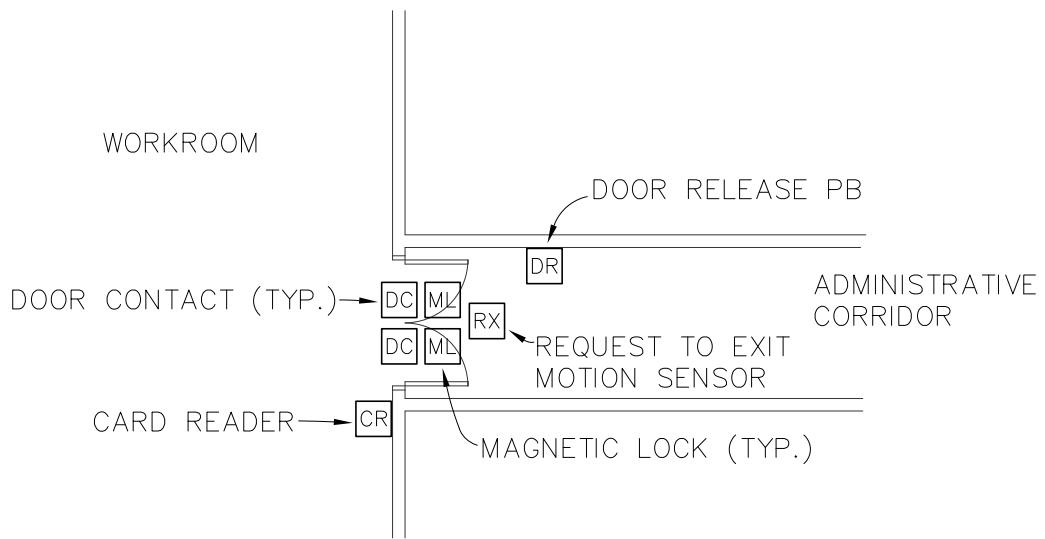 WORKROOM
DOOR RELEASE PB
DR
ADMINISTRATIVE
CORRIDOR
DOOR CONTACT (TYP.)
DC
ML
RX
DC
ML
REQUEST TO EXIT
MOTION SENSOR
CARD READER
CR
MAGNETIC LOCK (TYP.)